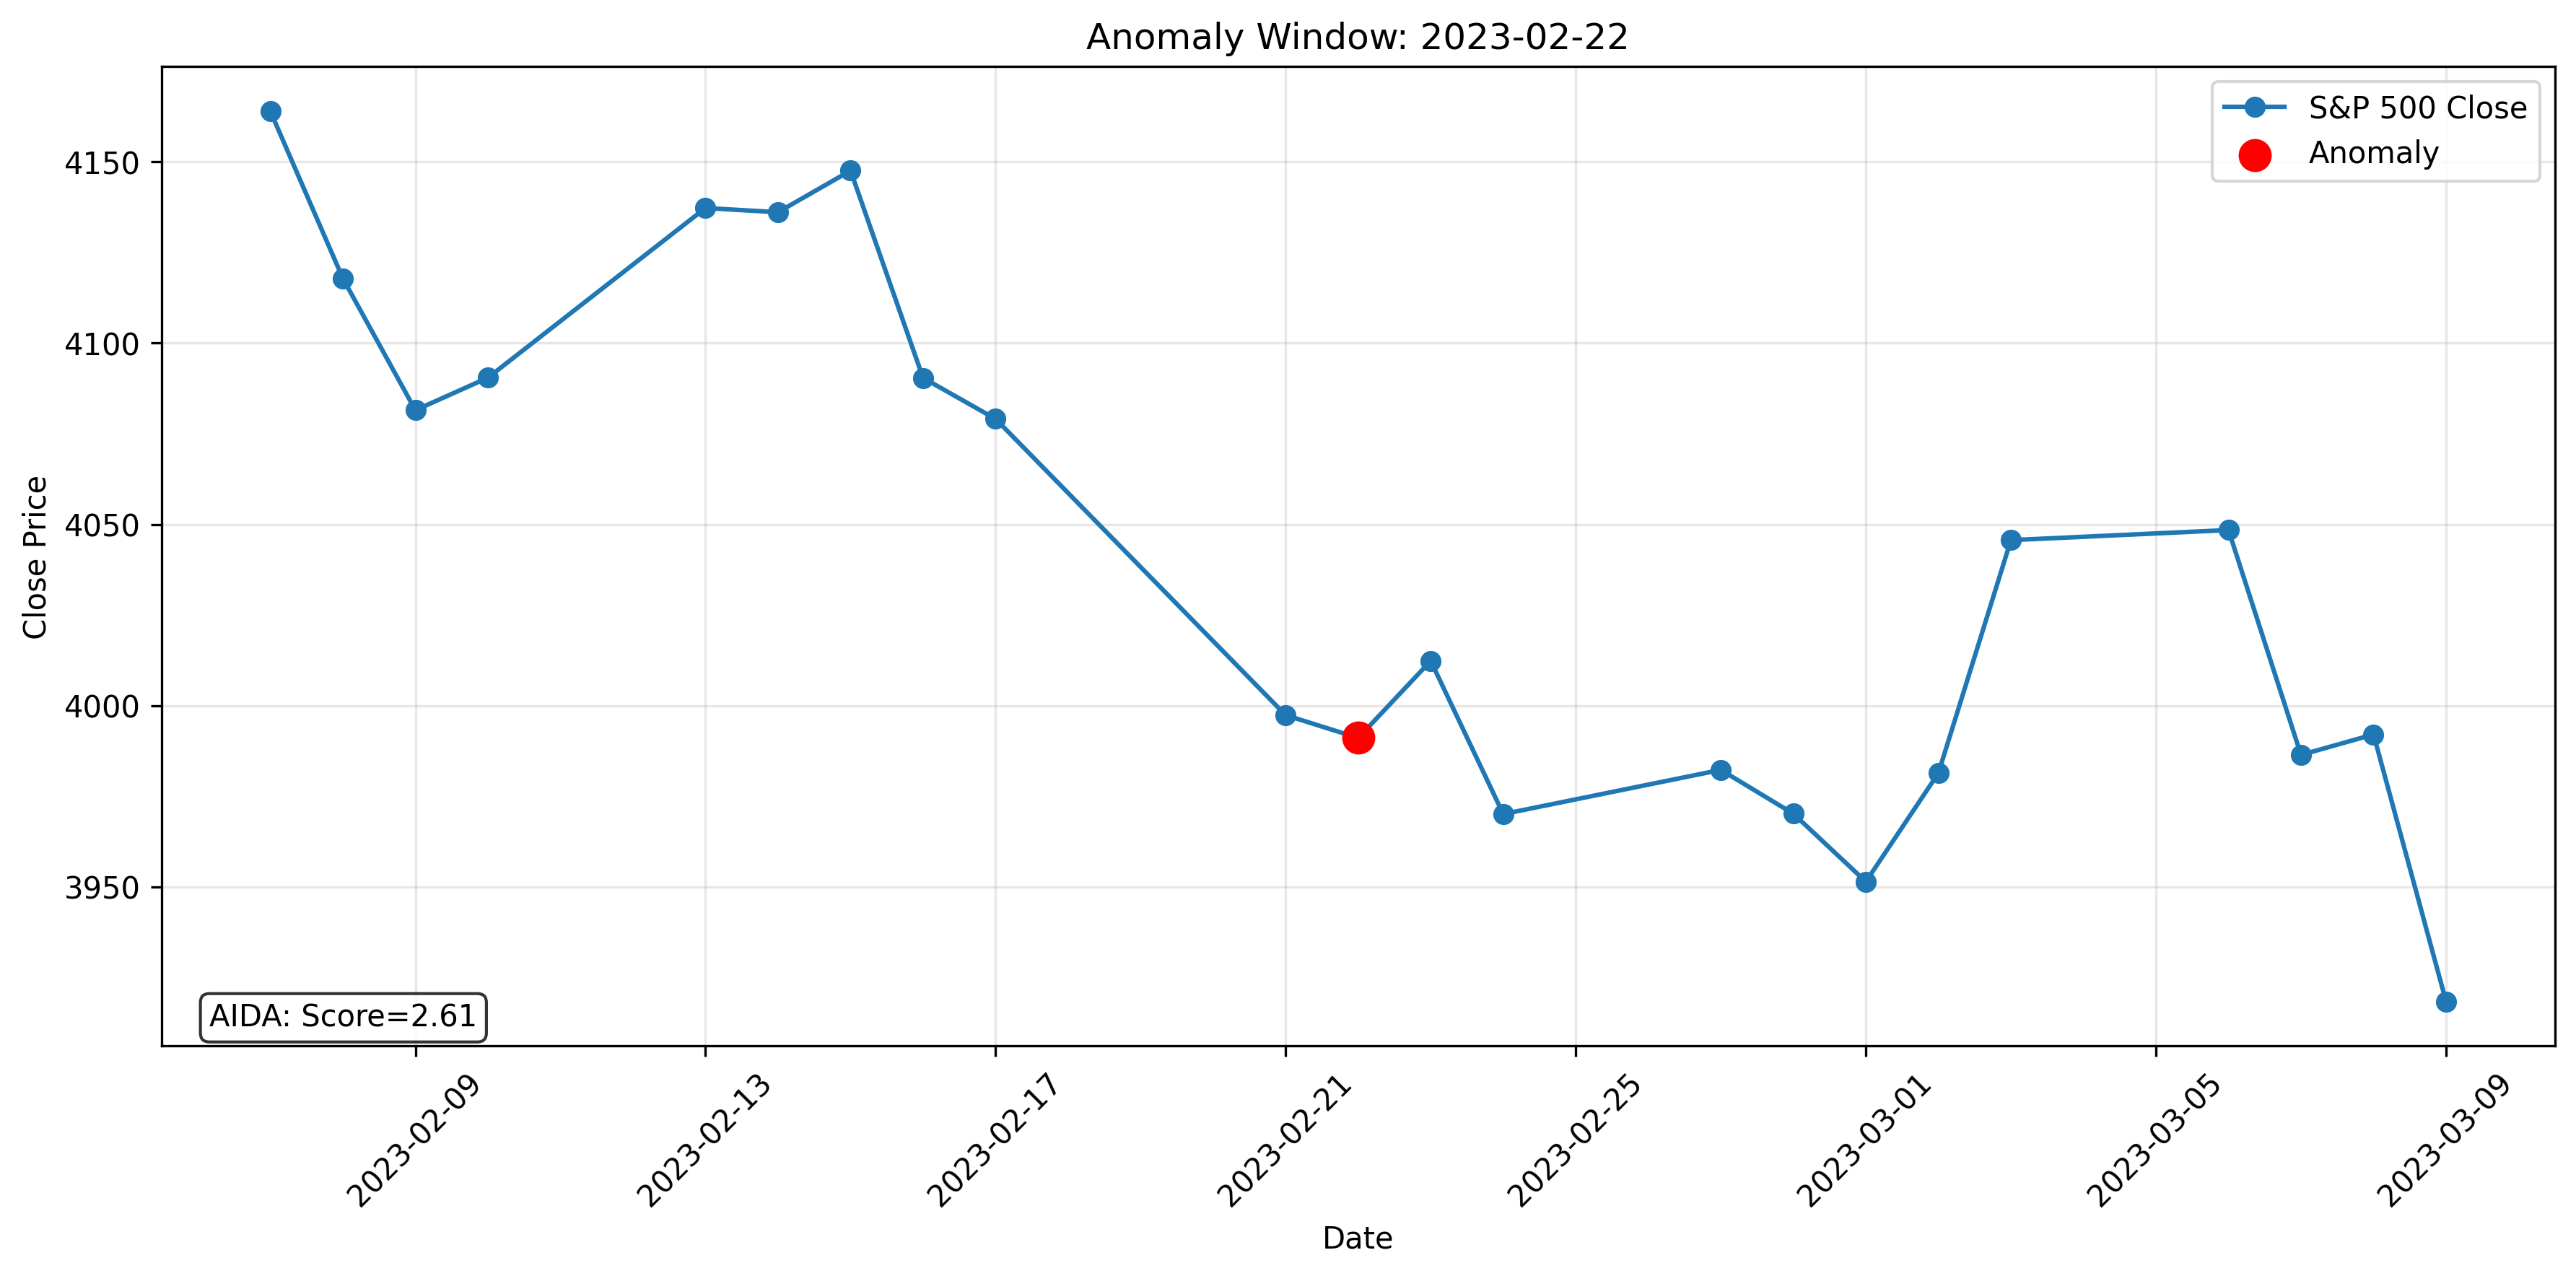 Anomaly Window: 2023-02-22
S&P 500 Close
Anomaly
4150
4100
4050
4000
3950
Close Price
AIDA: Score=2.61
2023-02-09
2023-02-13
2023-02-17
2023-02-21
2023-02-25
2023-03-01
2023-03-05
2023-03-09
Date